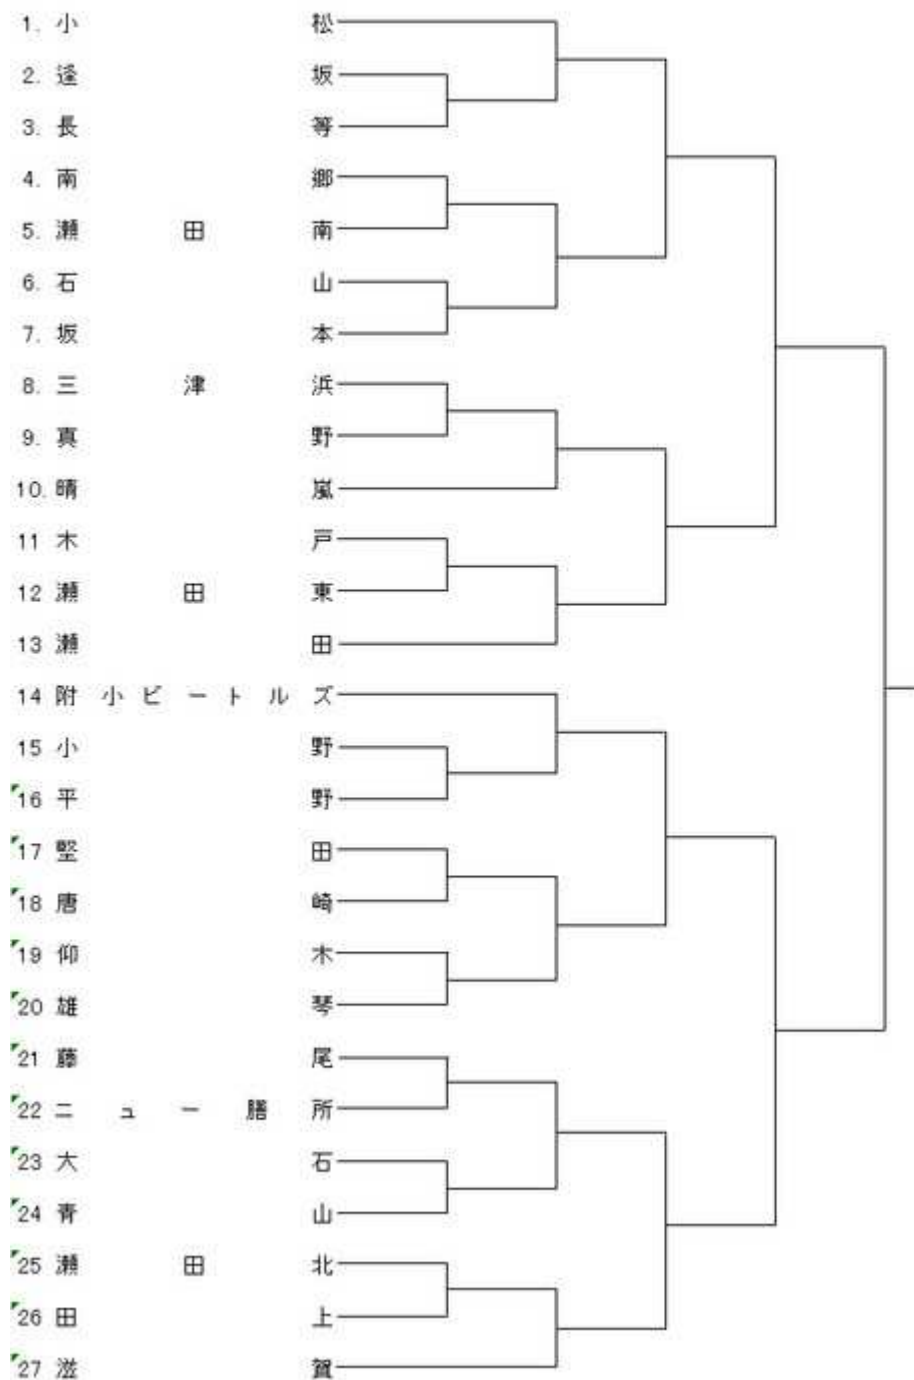 1. 小松
2. 逢坂
3. 長等
4. 南郷
5. 瀬田南
6. 石山
7. 坂本
8. 三津浜
9. 真野
10. 晴嵐
11 木戸
12 瀬田東
13 瀬田
14 附小ビートルズ
15 小野
16 平野
17 堅田
18 唐崎
19 仰木
20 雄琴
21 藤尾
22 ニュー膳所
23 大石
24 青山
25 瀬田北
26 田上
27 滋賀